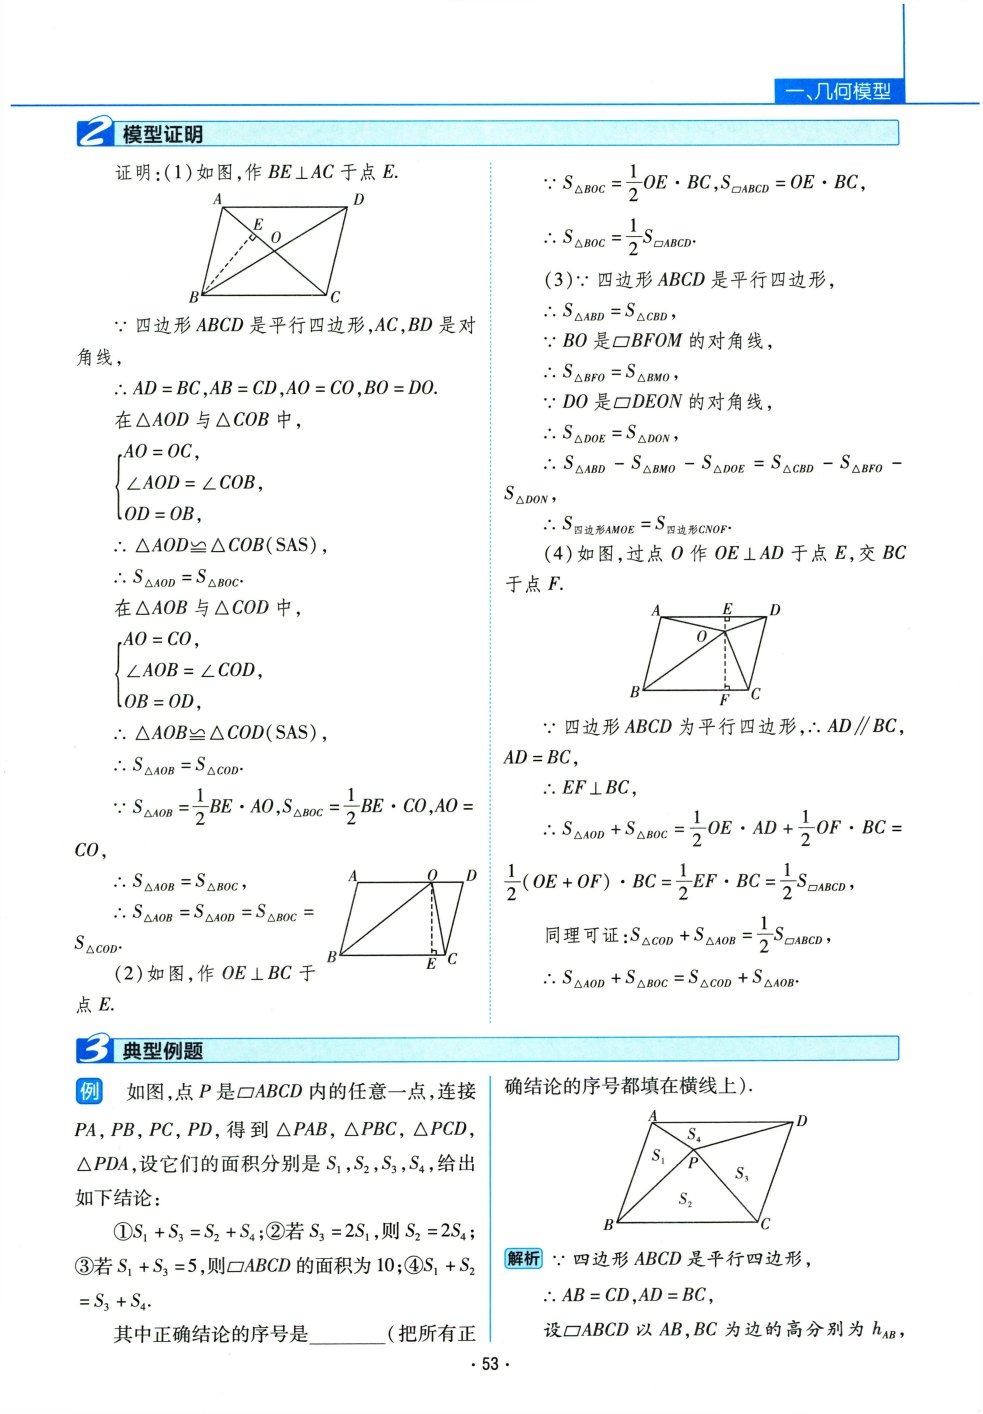 一、几何模型
2 模型证明
证明:(1)如图,作 BE⊥AC 于点 E.
A
D
E
O
B
C
∵ 四边形 ABCD 是平行四边形,AC,BD 是对
角线,
∴ AD = BC,AB = CD,AO = CO,BO = DO.
在△AOD 与△COB 中,
AO = OC,
∠AOD = ∠COB,
OD = OB,
∴ △AOD≌△COB(SAS),
∴ S△AOD = S△BOC.
在△AOB 与△COD 中,
AO = CO,
∠AOB = ∠COD,
OB = OD,
∴ △AOB≌△COD(SAS),
∴ S△AOB = S△COD.
∵ S△AOB = 1/2 BE · AO,S△BOC = 1/2 BE · CO,AO =
CO,
∴ S△AOB = S△BOC,
∴ S△AOB = S△AOD = S△BOC =
S△COD.
(2)如图,作 OE⊥BC 于
点 E.
A
O
D
B
E
C
∵ S△BOC = 1/2 OE · BC,S▱ABCD = OE · BC,
∴ S△BOC = 1/2 S▱ABCD.
(3)∵ 四边形 ABCD 是平行四边形,
∴ S△ABD = S△CBD,
∵ BO 是▱BFOM 的对角线,
∴ S△BFO = S△BMO,
∵ DO 是▱DEON 的对角线,
∴ S△DOE = S△DON,
∴ S△ABD − S△BMO − S△DOE = S△CBD − S△BFO −
S△DON,
∴ S四边形AMOE = S四边形CNOF.
(4)如图,过点 O 作 OE⊥AD 于点 E,交 BC
于点 F.
A
E
D
O
B
F
C
∵ 四边形 ABCD 为平行四边形,∴ AD∥BC,
AD = BC,
∴ EF⊥BC,
∴ S△AOD + S△BOC = 1/2 OE · AD + 1/2 OF · BC =
1/2 (OE + OF) · BC = 1/2 EF · BC = 1/2 S▱ABCD,
同理可证:S△COD + S△AOB = 1/2 S▱ABCD,
∴ S△AOD + S△BOC = S△COD + S△AOB.
3 典型例题
例 如图,点 P 是▱ABCD 内的任意一点,连接
PA, PB, PC, PD, 得到 △PAB, △PBC, △PCD,
△PDA,设它们的面积分别是 S₁,S₂,S₃,S₄,给出
如下结论:
①S₁ + S₃ = S₂ + S₄;②若 S₃ = 2S₁,则 S₂ = 2S₄;
③若 S₁ + S₃ = 5,则▱ABCD 的面积为 10;④S₁ + S₂
= S₃ + S₄.
其中正确结论的序号是________(把所有正
确结论的序号都填在横线上).
A
D
S₄
S₁
P
S₃
S₂
B
C
解析 ∵ 四边形 ABCD 是平行四边形,
∴ AB = CD,AD = BC,
设▱ABCD 以 AB,BC 为边的高分别为 hAB,
· 53 ·